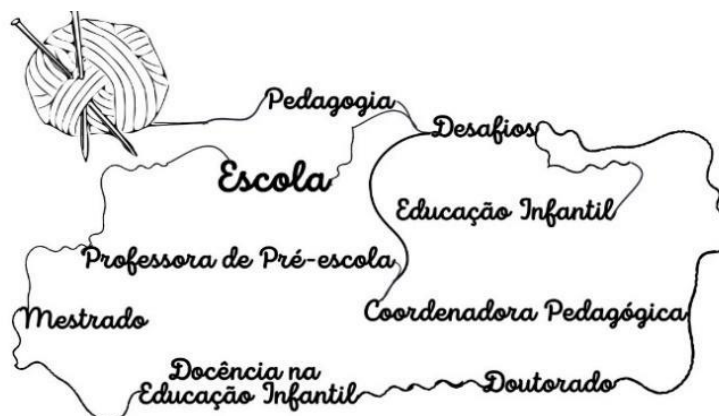 Pedagogia
Desafios
Escola
Educação Infantil
Professora de Pré-escola
Coordenadora Pedagógica
Mestrado
Docência na
Educação Infantil
Doutorado